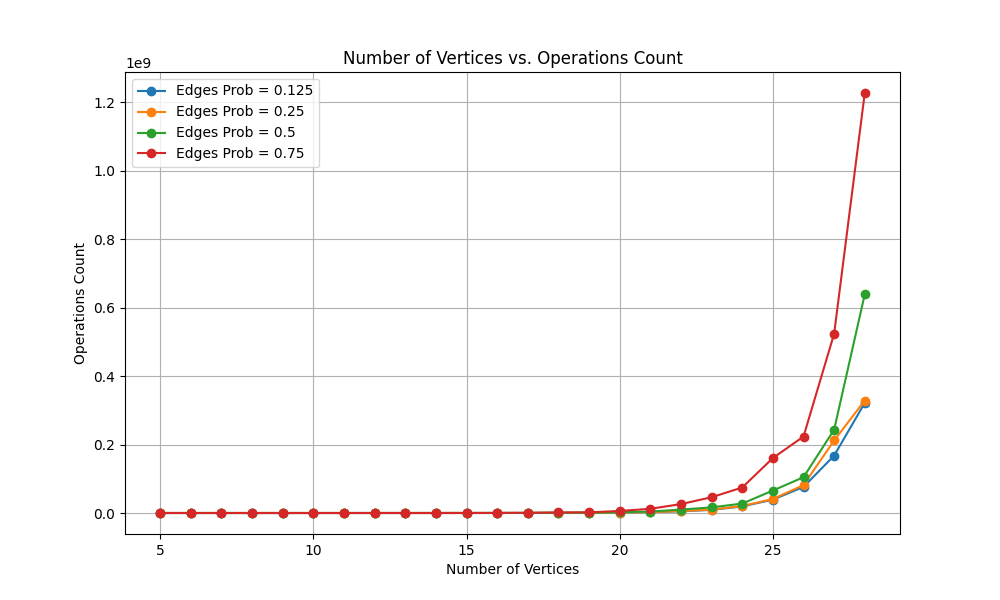 Number of Vertices vs. Operations Count
1e9
Edges Prob = 0.125
Edges Prob = 0.25
Edges Prob = 0.5
Edges Prob = 0.75
1.2
1.0
0.8
0.6
0.4
0.2
0.0
Operations Count
5 10 15 20 25
Number of Vertices